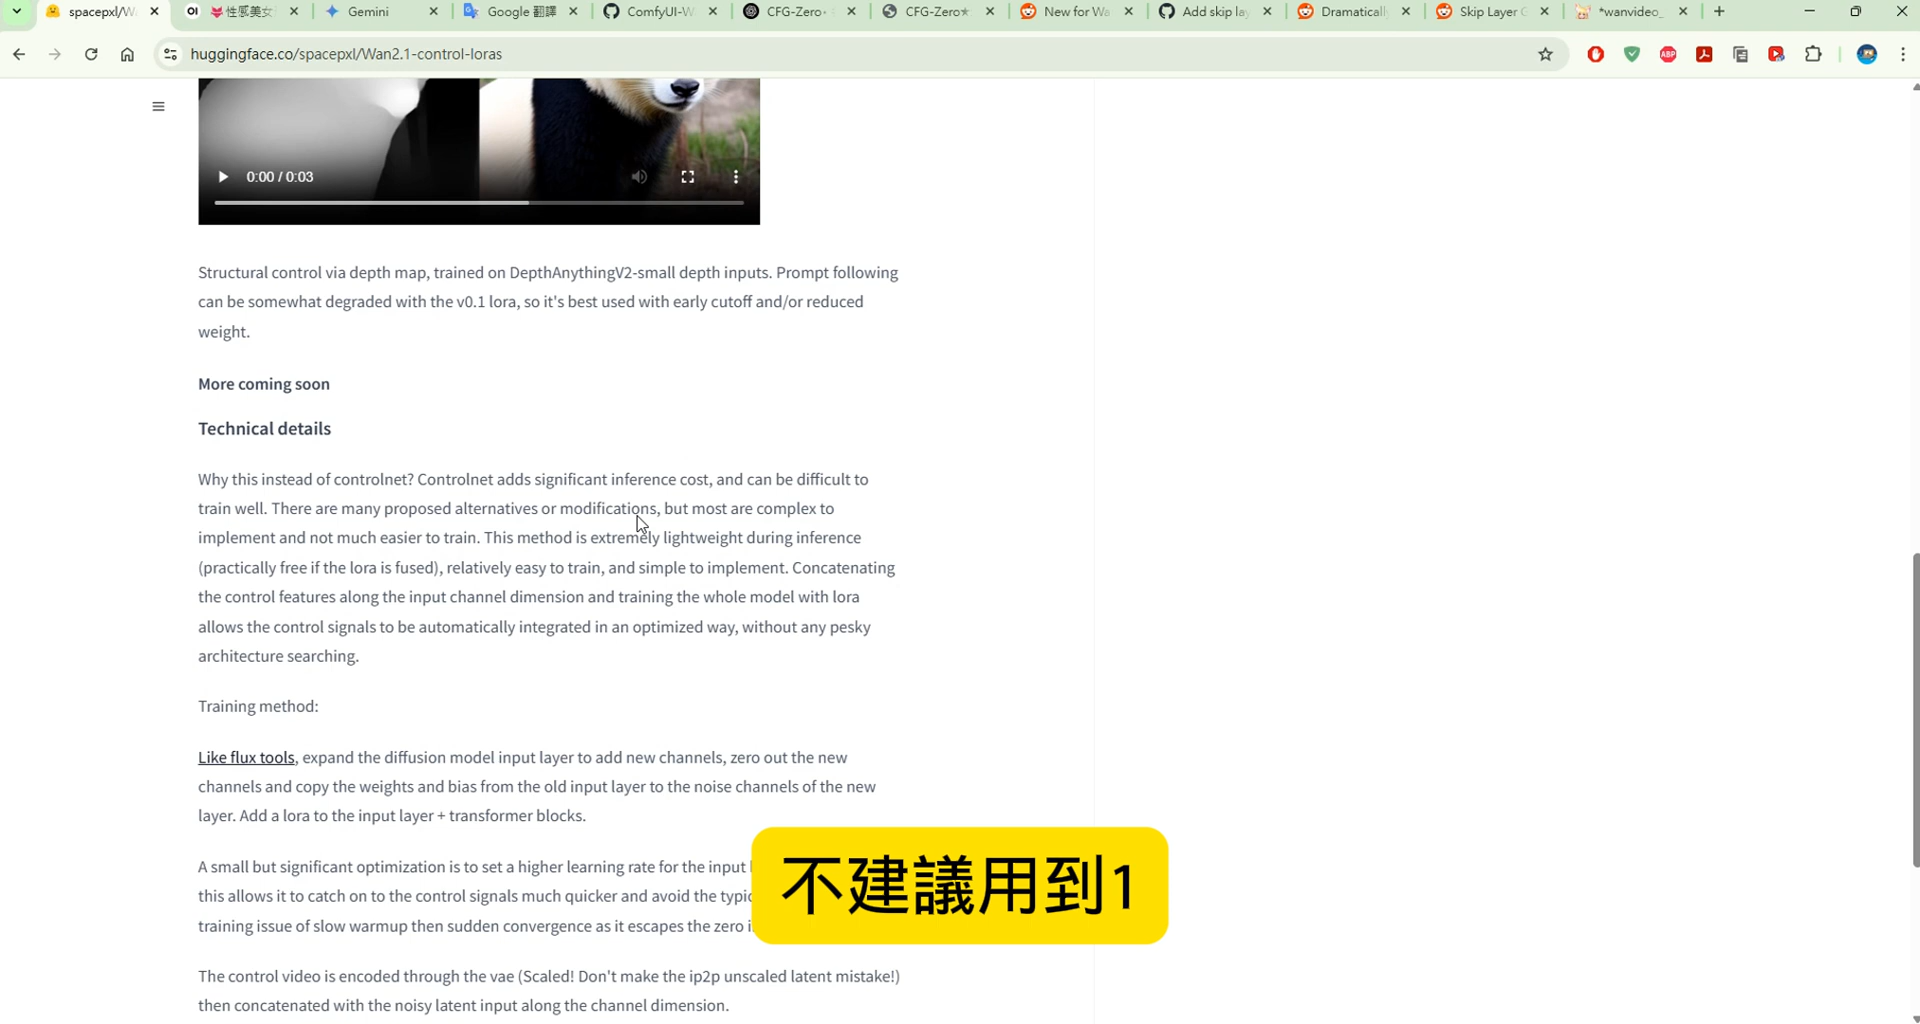 spacepxl/W
性感美女
Gemini
Google 翻譯
ComfyUI-W
CFG-Zero
CFG-Zero★
New for Wa
Add skip la
Dramatically
Skip Layer
*wanvideo_
huggingface.co/spacepxl/Wan2.1-control-loras
ABP
0:00 / 0:03
Structural control via depth map, trained on DepthAnythingV2-small depth inputs. Prompt following
can be somewhat degraded with the v0.1 lora, so it's best used with early cutoff and/or reduced
weight.
More coming soon
Technical details
Why this instead of controlnet? Controlnet adds significant inference cost, and can be difficult to
train well. There are many proposed alternatives or modifications, but most are complex to
implement and not much easier to train. This method is extremely lightweight during inference
(practically free if the lora is fused), relatively easy to train, and simple to implement. Concatenating
the control features along the input channel dimension and training the whole model with lora
allows the control signals to be automatically integrated in an optimized way, without any pesky
architecture searching.
Training method:
Like flux tools, expand the diffusion model input layer to add new channels, zero out the new
channels and copy the weights and bias from the old input layer to the noise channels of the new
layer. Add a lora to the input layer + transformer blocks.
A small but significant optimization is to set a higher learning rate for the input
this allows it to catch on to the control signals much quicker and avoid the
training issue of slow warmup then sudden convergence as it escapes the zero
不建議用到1
The control video is encoded through the vae (Scaled! Don't make the ip2p unscaled latent mistake!)
then concatenated with the noisy latent input along the channel dimension.